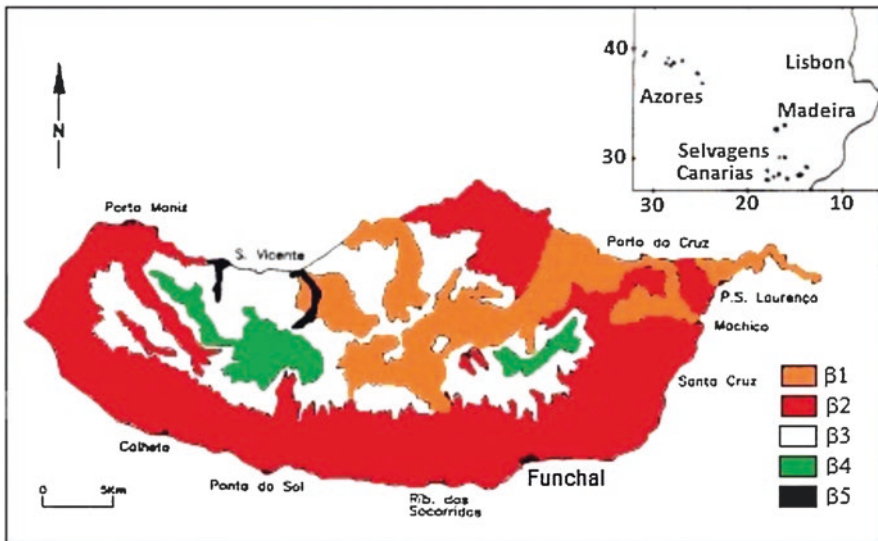 40
30
Azores
Lisbon
Madeira
Selvagens
Canarias
30
20
10
N
Porto Moniz
S. Vicente
Porto da Cruz
P.S. Lourenço
Machico
Santa Cruz
Calheta
Ponta do Sol
Rib. dos
Socorridos
Funchal
0
5Km
β1
β2
β3
β4
β5